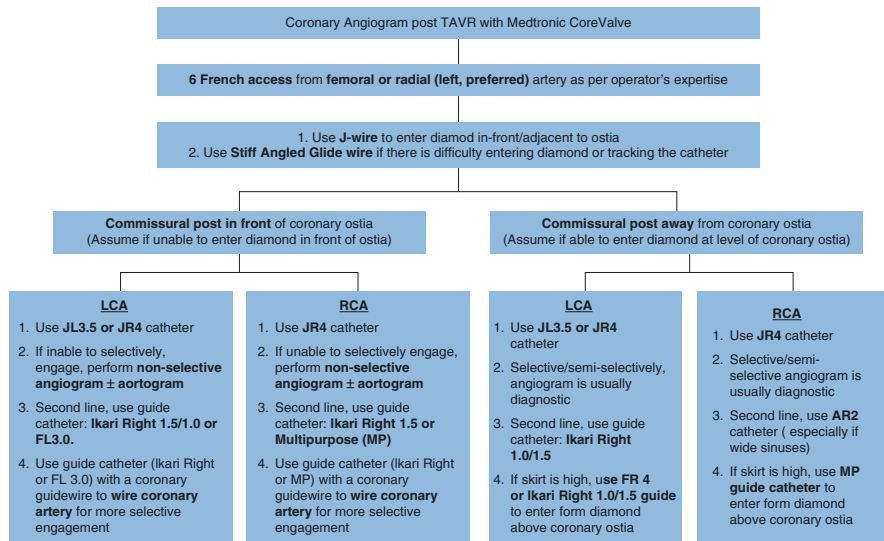 Coronary Angiogram post TAVR with Medtronic CoreValve
6 French access from femoral or radial (left, preferred) artery as per operator's expertise
1. Use J-wire to enter diamod in-front/adjacent to ostia
2. Use Stiff Angled Glide wire if there is difficulty entering diamond or tracking the catheter
Commissural post in front of coronary ostia
(Assume if unable to enter diamond in front of ostia)
Commissural post away from coronary ostia
(Assume if able to enter diamond at level of coronary ostia)
LCA
1. Use JL3.5 or JR4 catheter
2. If inable to selectively,
engage, perform non-selective
angiogram ± aortogram
3. Second line, use guide
catheter: Ikari Right 1.5/1.0 or
FL3.0.
4. Use guide catheter (Ikari Right
or FL 3.0) with a coronary
guidewire to wire coronary
artery for more selective
engagement
RCA
1. Use JR4 catheter
2. If unable to selectively engage,
perform non-selective
angiogram ± aortogram
3. Second line, use guide
catheter: Ikari Right 1.5 or
Multipurpose (MP)
4. Use guide catheter (Ikari Right
or MP) with a coronary
guidewire to wire coronary
artery for more selective
engagement
LCA
1. Use JL3.5 or JR4
catheter
2. Selective/semi-selectively,
angiogram is usually
diagnostic
3. Second line, use guide
catheter: Ikari Right
1.0/1.5
4. If skirt is high, use FR 4
or Ikari Right 1.0/1.5 guide
to enter form diamond
above coronary ostia
RCA
1. Use JR4 catheter
2. Selective/semi-
selective angiogram is
usually diagnostic
3. Second line, use AR2
catheter ( especially if
wide sinuses)
4. If skirt is high, use MP
guide catheter to
enter form diamond
above coronary ostia